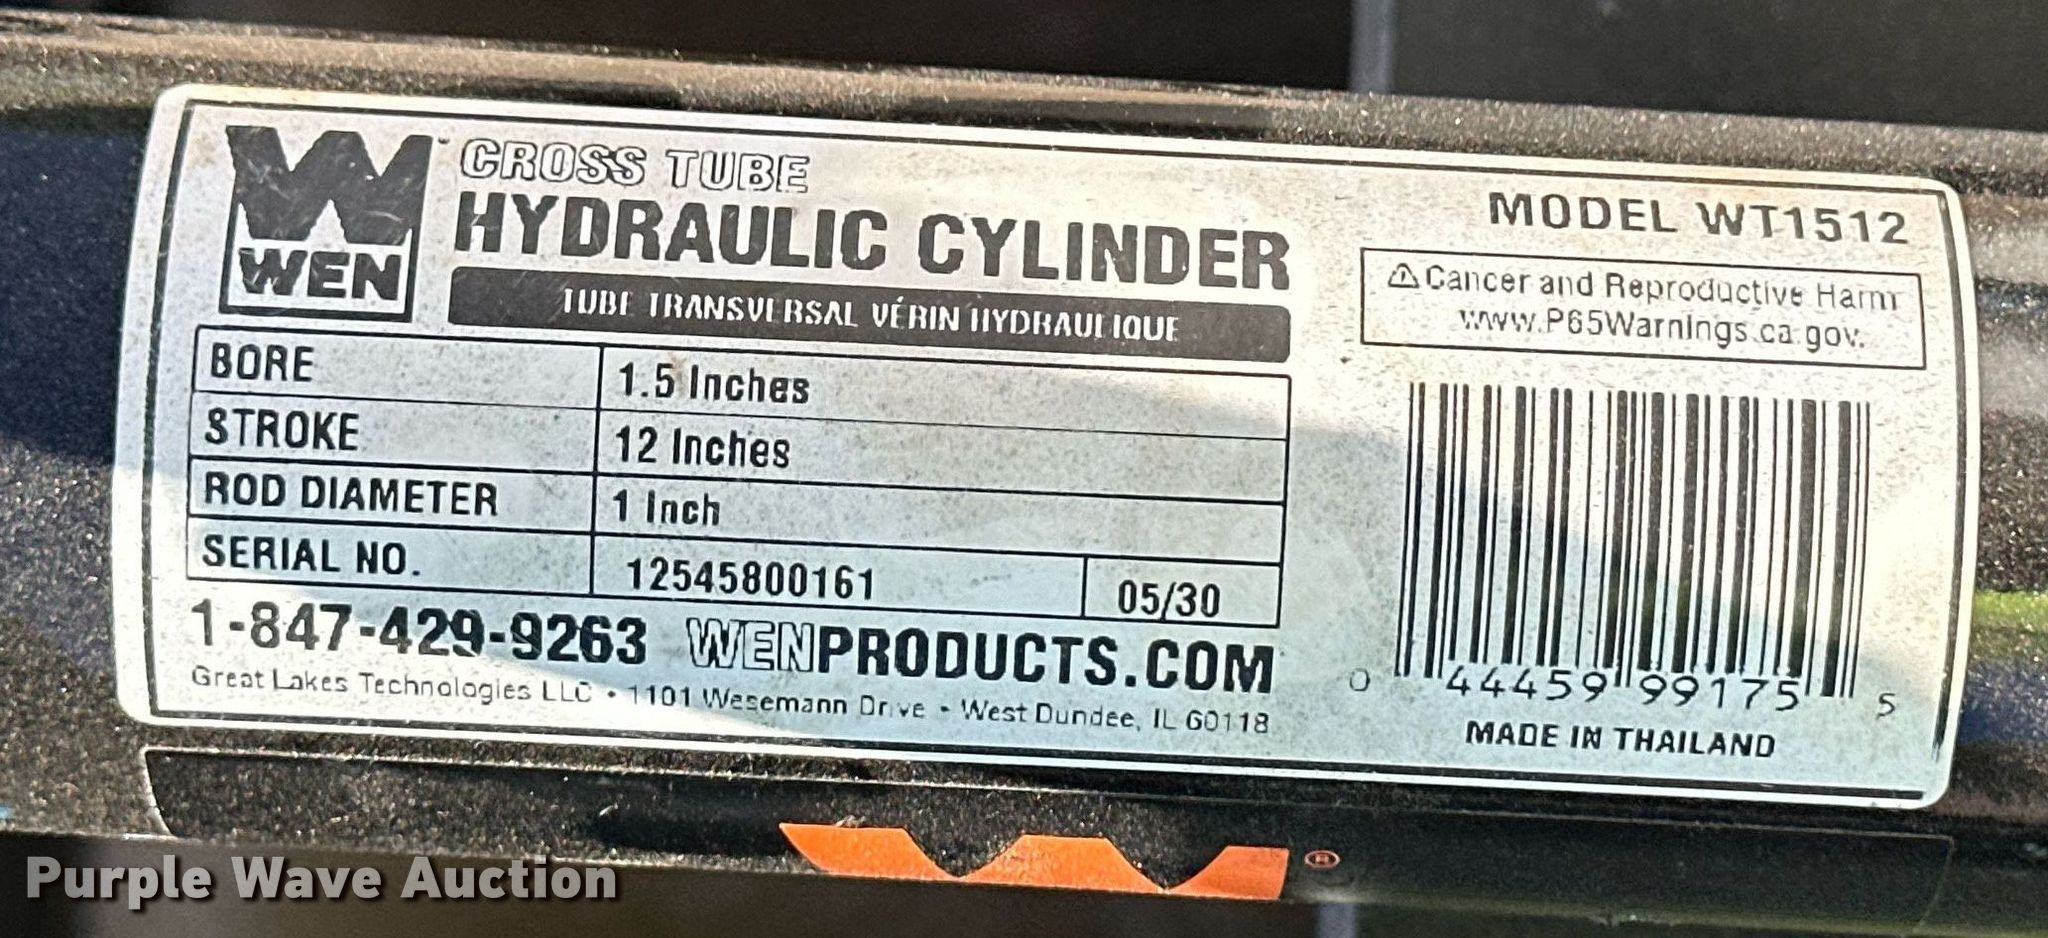 WEN
CROSS TUBE
HYDRAULIC CYLINDER
TUBE TRANSVERSAL VÉRIN HYDRAULIQUE
BORE 1.5 Inches
STROKE 12 Inches
ROD DIAMETER 1 Inch
SERIAL NO. 12545800161 05/30
1-847-429-9263 WENPRODUCTS.COM
Great Lakes Technologies LLC • 1101 Wesemann Drive • West Dundee, IL 60118
MODEL WT1512
⚠Cancer and Reproductive Harm
www.P65Warnings.ca.gov.
0 44459 99175 5
MADE IN THAILAND
®
Purple Wave Auction